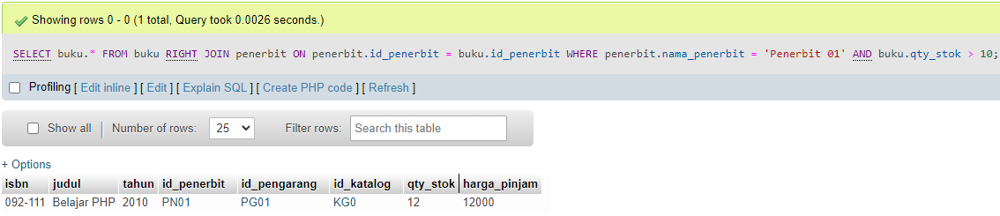 Showing rows 0 - 0 (1 total, Query took 0.0026 seconds.)
SELECT buku.* FROM buku RIGHT JOIN penerbit ON penerbit.id_penerbit = buku.id_penerbit WHERE penerbit.nama_penerbit = 'Penerbit 01' AND buku.qty_stok > 10;
Profiling [ Edit inline ] [ Edit ] [ Explain SQL ] [ Create PHP code ] [ Refresh ]
Show all Number of rows: 25 Filter rows: Search this table
+ Options
isbn judul tahun id_penerbit id_pengarang id_katalog qty_stok harga_pinjam
092-111 Belajar PHP 2010 PN01 PG01 KG0 12 12000